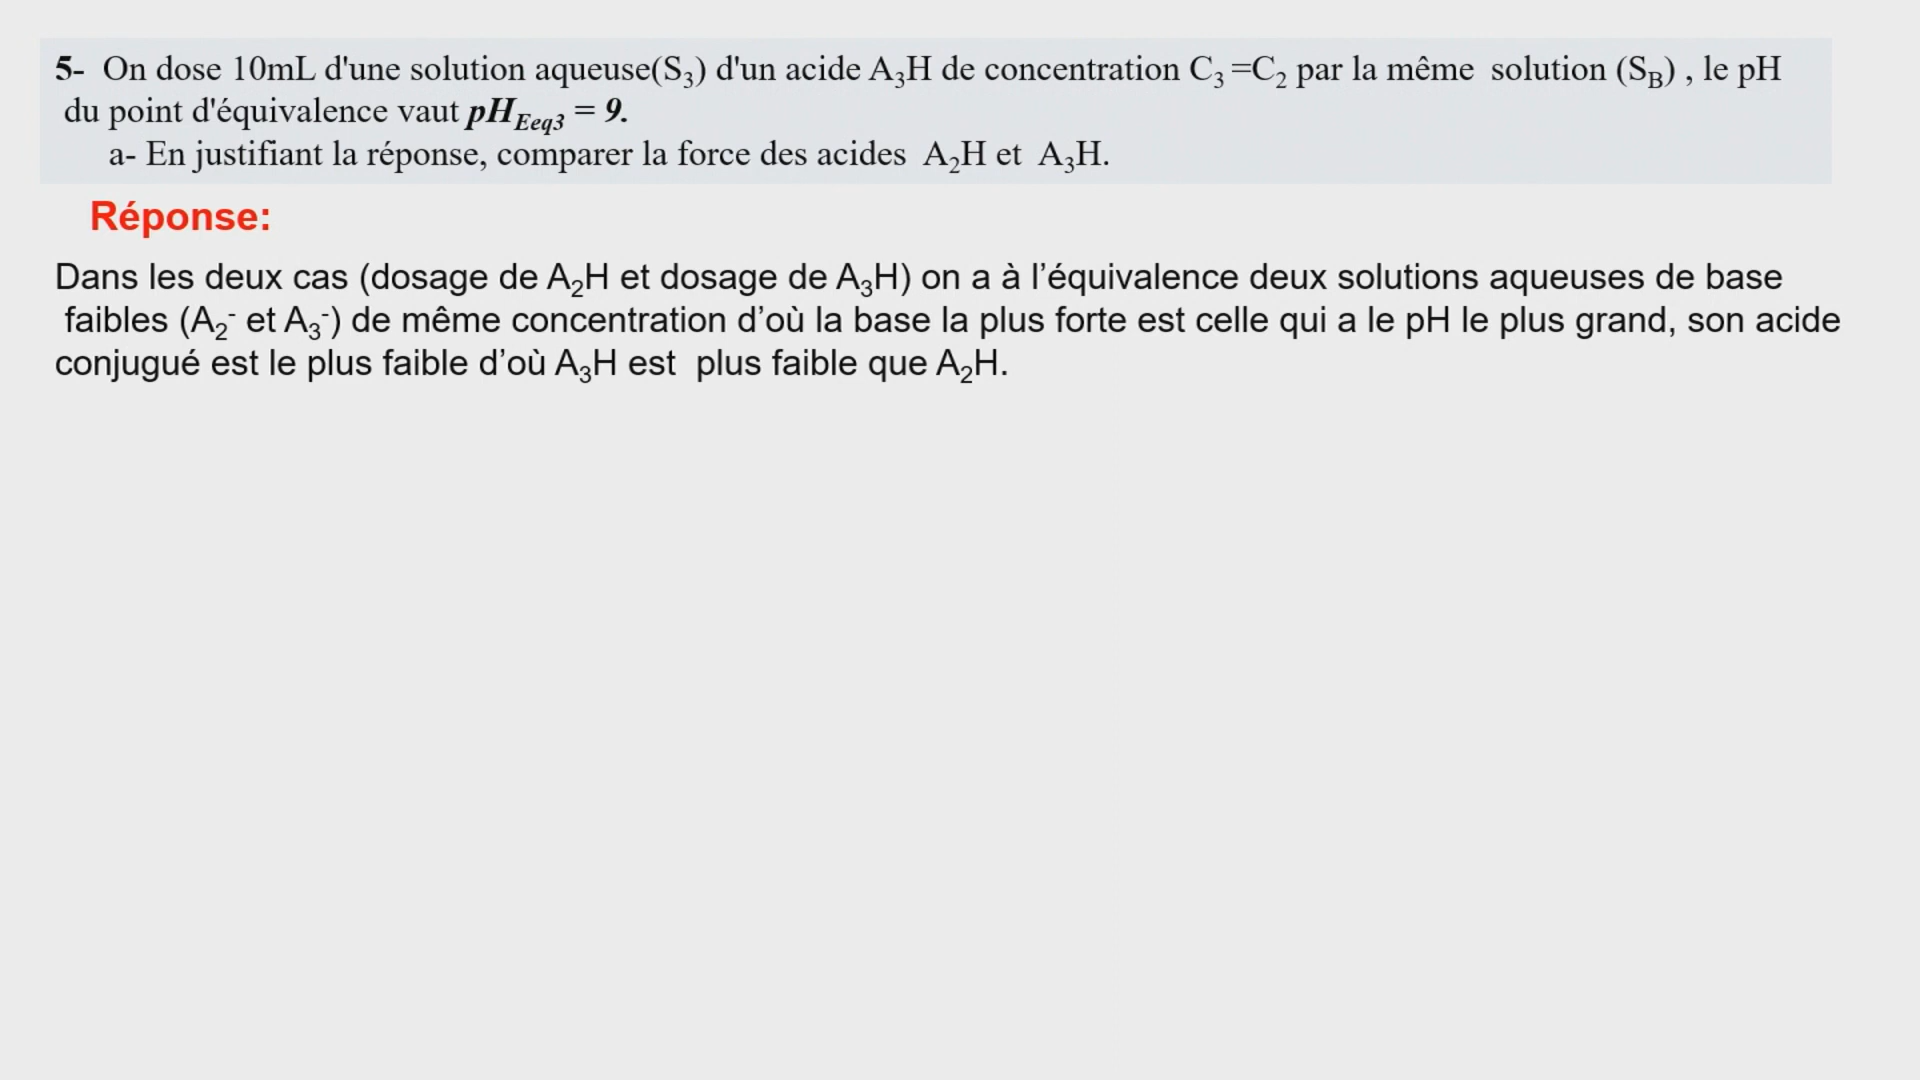 5- On dose 10mL d'une solution aqueuse(S₃) d'un acide A₃H de concentration C₃ =C₂ par la même solution (S_B) , le pH
du point d'équivalence vaut pH_Eeq3 = 9.
a- En justifiant la réponse, comparer la force des acides A₂H et A₃H.
Réponse:
Dans les deux cas (dosage de A₂H et dosage de A₃H) on a à l’équivalence deux solutions aqueuses de base
faibles (A₂⁻ et A₃⁻) de même concentration d’où la base la plus forte est celle qui a le pH le plus grand, son acide
conjugué est le plus faible d’où A₃H est plus faible que A₂H.